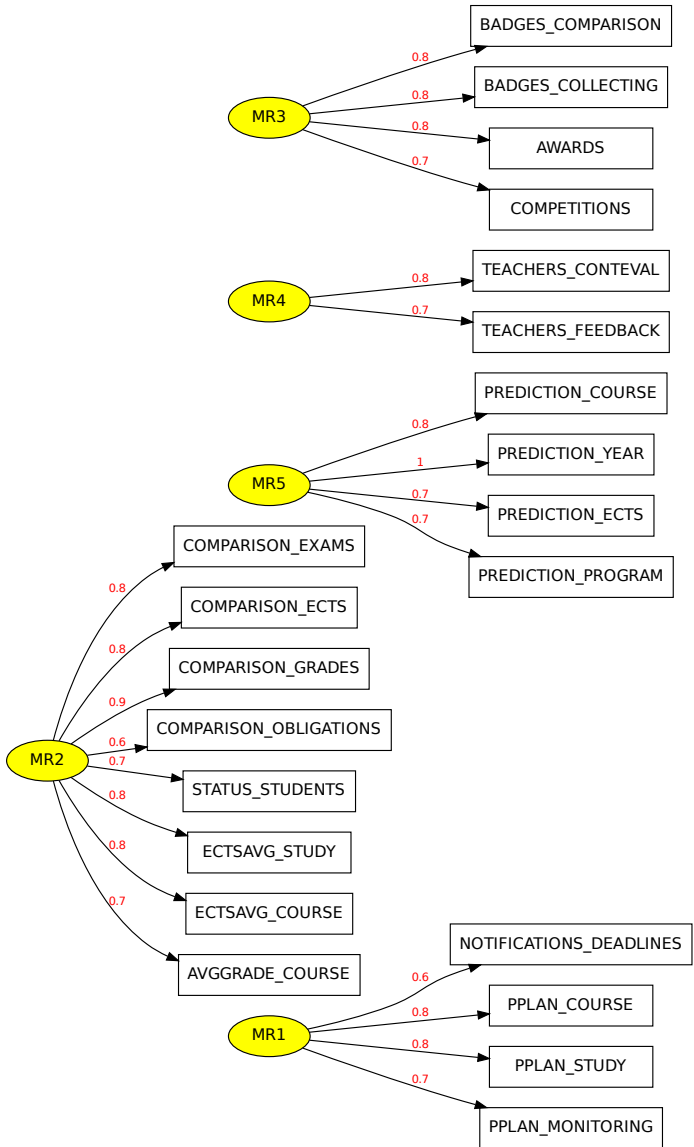 BADGES_COMPARISON
0.8
BADGES_COLLECTING
0.8
MR3
0.8
AWARDS
0.7
COMPETITIONS
TEACHERS_CONTEVAL
0.8
MR4
0.7
TEACHERS_FEEDBACK
PREDICTION_COURSE
0.8
PREDICTION_YEAR
1
MR5
0.7
PREDICTION_ECTS
0.7
PREDICTION_PROGRAM
COMPARISON_EXAMS
0.8
COMPARISON_ECTS
0.8
COMPARISON_GRADES
0.9
COMPARISON_OBLIGATIONS
0.6
MR2
0.7
STATUS_STUDENTS
0.8
ECTSAVG_STUDY
0.8
ECTSAVG_COURSE
0.7
AVGGRADE_COURSE
NOTIFICATIONS_DEADLINES
0.6
PPLAN_COURSE
0.8
MR1
0.8
PPLAN_STUDY
0.7
PPLAN_MONITORING